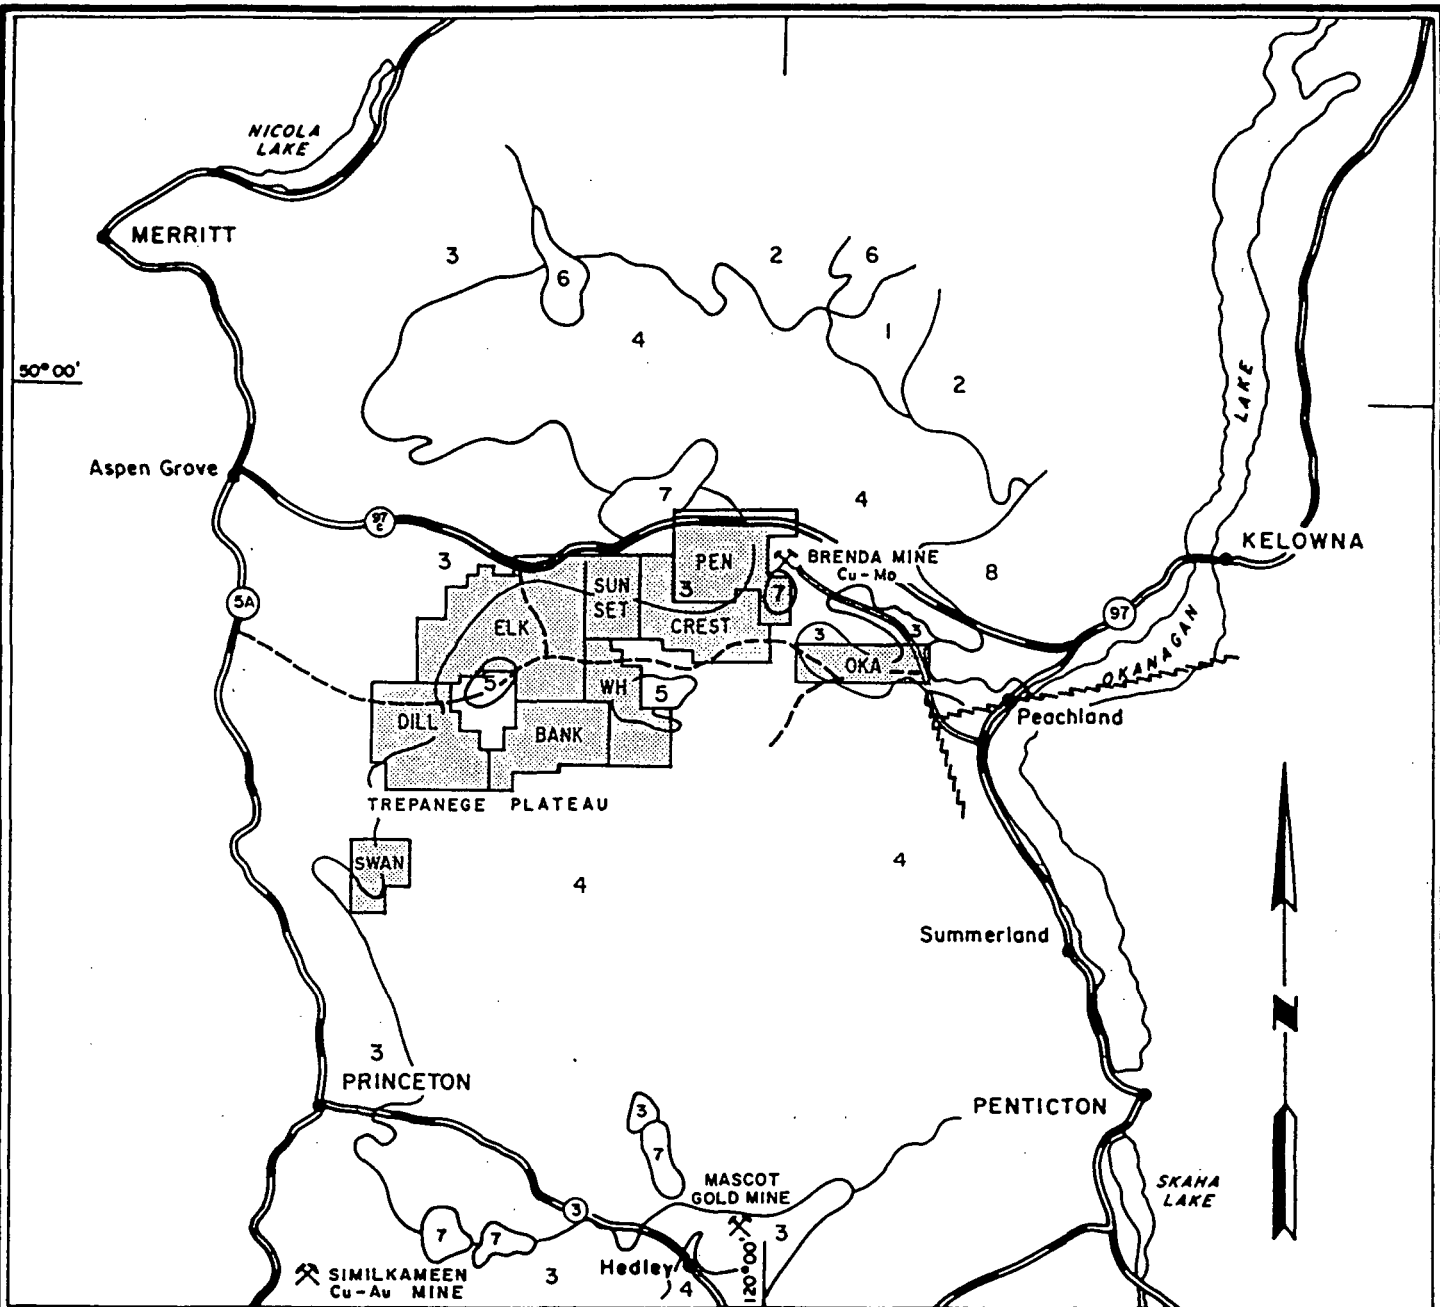 NICOLA
LAKE
MERRITT
3
2
6
6
4
1
50° 00'
2
LAKE
Aspen Grove
7
4
97
C
KELOWNA
3
PEN
BRENDA MINE
Cu-Mo
8
SUN
SET
3
7
5A
97
ELK
CREST
3
3
OKANAGAN
OKA
5
WH
5
DILL
BANK
Peachland
TREPANEGE PLATEAU
SWAN
4
4
Summerland
N
3
PRINCETON
PENTICTON
3
7
MASCOT
GOLD MINE
SKAHA
LAKE
3
7
7
3
SIMILKAMEEN
Cu-Au MINE
3
Hedley
4
120° 00'